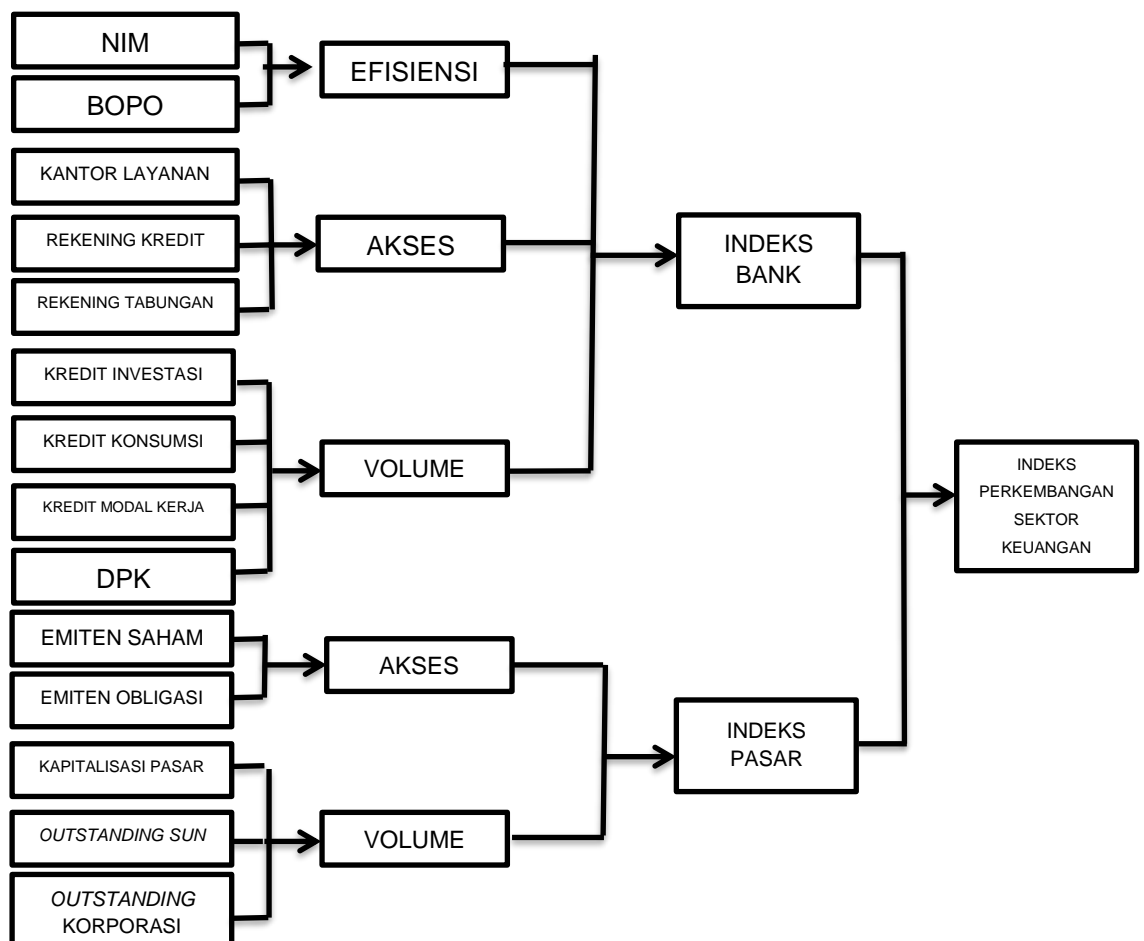 NIM
BOPO
EFISIENSI
KANTOR LAYANAN
REKENING KREDIT
REKENING TABUNGAN
AKSES
KREDIT INVESTASI
KREDIT KONSUMSI
KREDIT MODAL KERJA
DPK
VOLUME
INDEKS
BANK
EMITEN SAHAM
EMITEN OBLIGASI
AKSES
KAPITALISASI PASAR
OUTSTANDING SUN
OUTSTANDING
KORPORASI
VOLUME
INDEKS
PASAR
INDEKS
PERKEMBANGAN
SEKTOR
KEUANGAN